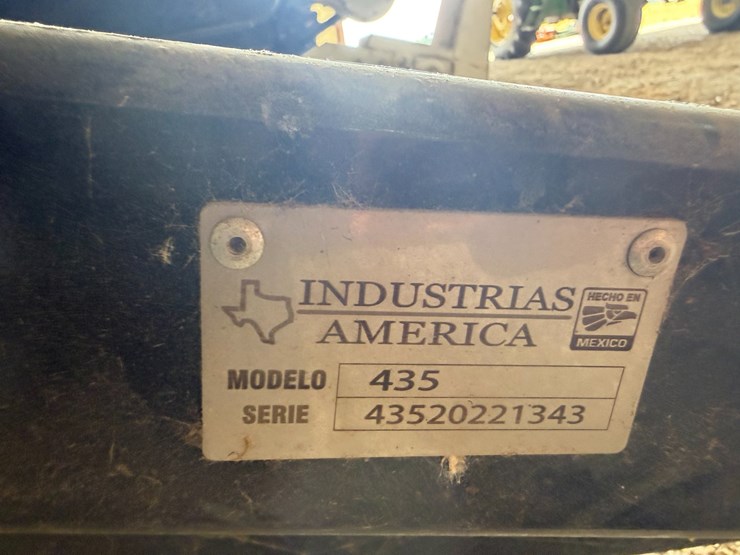 INDUSTRIAS
AMERICA
HECHO EN
MEXICO
MODELO 435
SERIE 43520221343